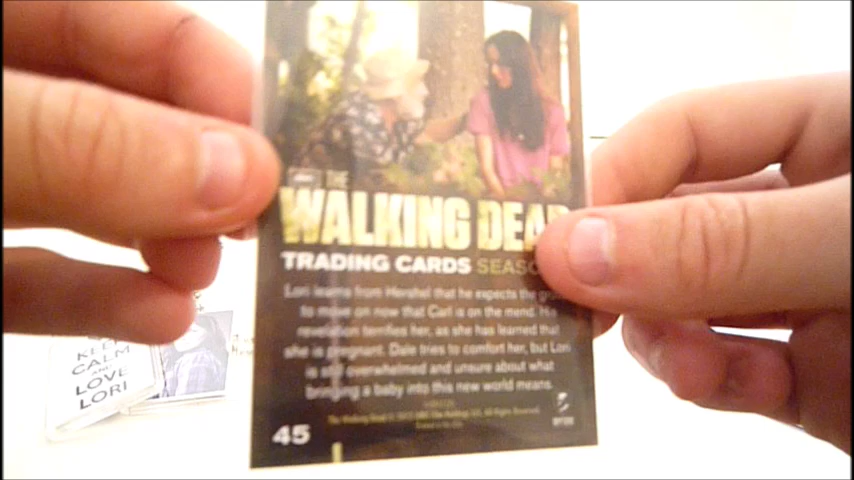 THE
WALKING DEAD
TRADING CARDS SEASO
Lori learns from Hershel that he expects the
to move on now that Carl is on the mend. His
revelation terrifies her, as she has learned that
she is pregnant. Dale tries to comfort her, but Lori
is still overwhelmed and unsure about what
bringing a baby into this new world means.
45
KEEP
CALM
AND
LOVE
LORI